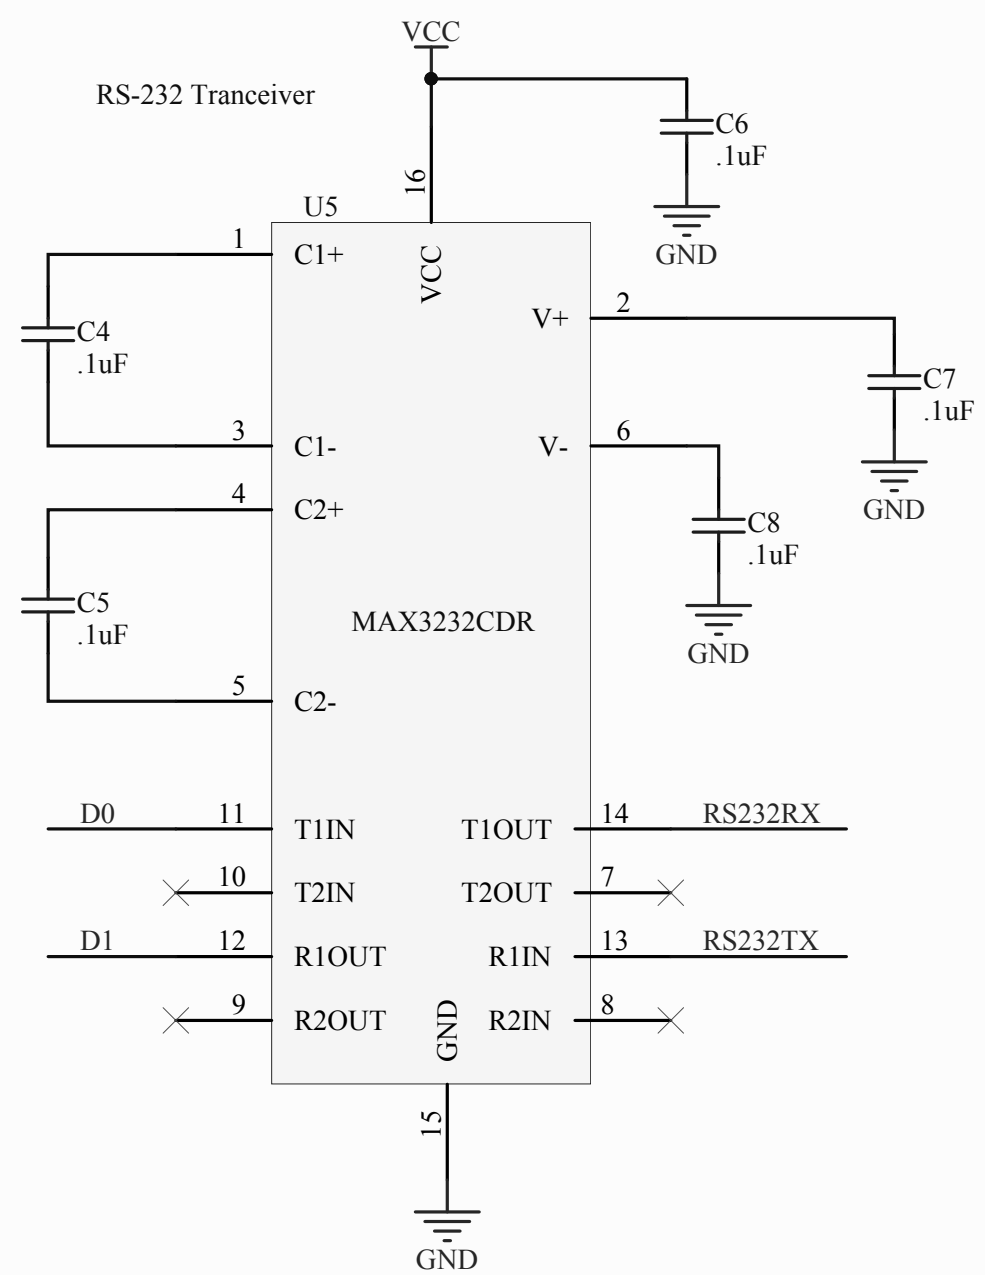 VCC
RS-232 Tranceiver
C6
.1uF
16
U5
GND
1
C1+
VCC
2
V+
C4
.1uF
C7
.1uF
3
C1-
6
V-
4
C2+
GND
C8
.1uF
C5
.1uF
MAX3232CDR
GND
5
C2-
D0
11
T1IN
T1OUT
14
RS232RX
10
T2IN
T2OUT
7
D1
12
R1OUT
R1IN
13
RS232TX
9
R2OUT
GND
R2IN
8
15
GND